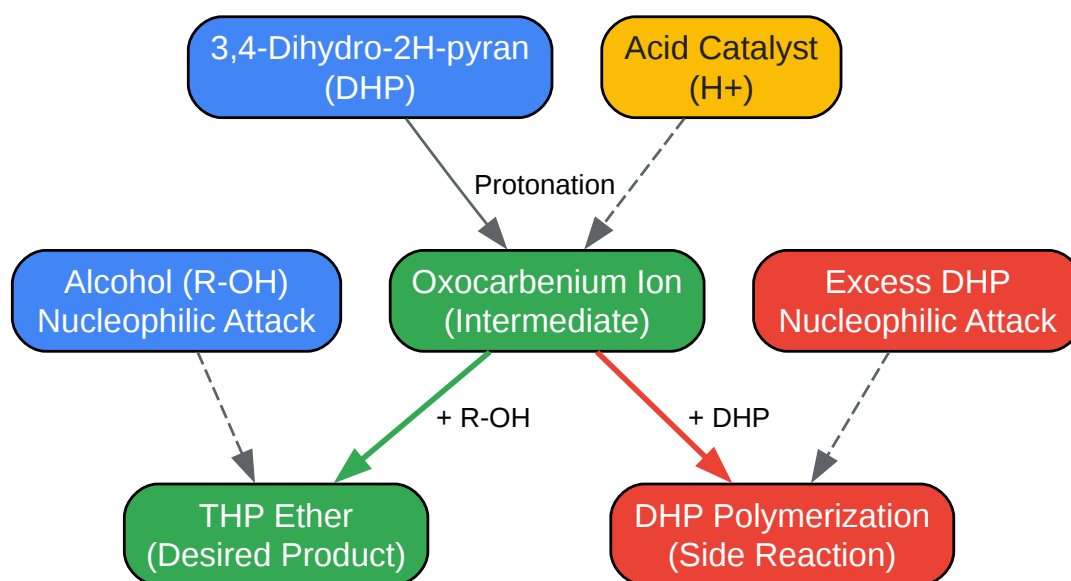 3,4-Dihydro-2H-pyran
(DHP)
Acid Catalyst
(H+)
Protonation
Alcohol (R-OH)
Nucleophilic Attack
Oxocarbenium Ion
(Intermediate)
Excess DHP
Nucleophilic Attack
+ R-OH
+ DHP
THP Ether
(Desired Product)
DHP Polymerization
(Side Reaction)